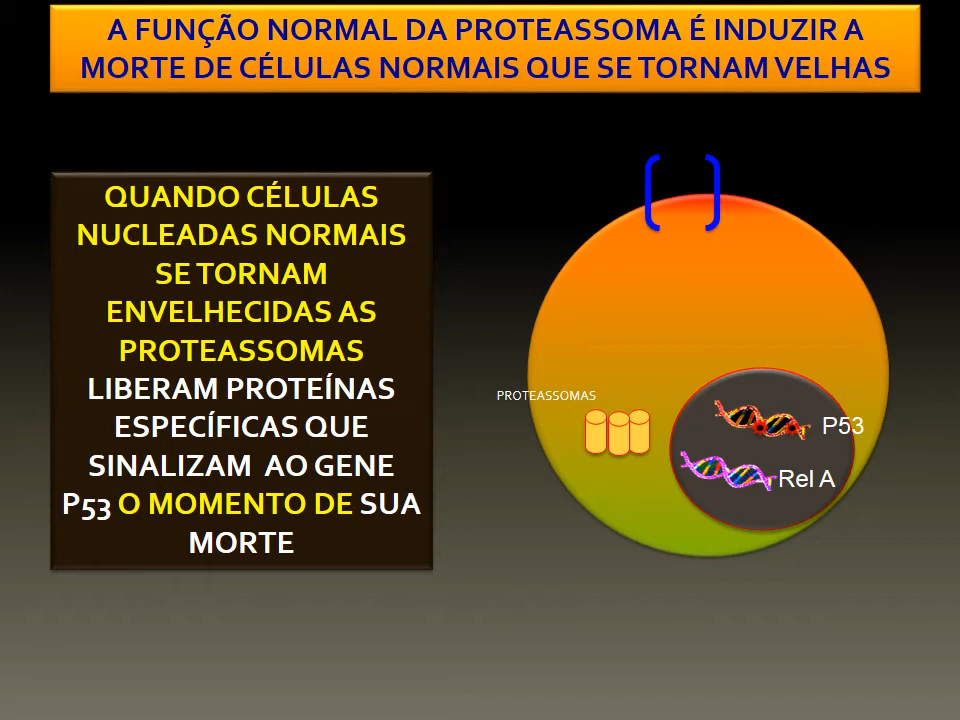 A FUNÇÃO NORMAL DA PROTEASSOMA É INDUZIR A
MORTE DE CÉLULAS NORMAIS QUE SE TORNAM VELHAS
QUANDO CÉLULAS
NUCLEADAS NORMAIS
SE TORNAM
ENVELHECIDAS AS
PROTEASSOMAS
LIBERAM PROTEÍNAS
ESPECÍFICAS QUE
SINALIZAM AO GENE
P53 O MOMENTO DE SUA
MORTE
PROTEASSOMAS
P53
Rel A